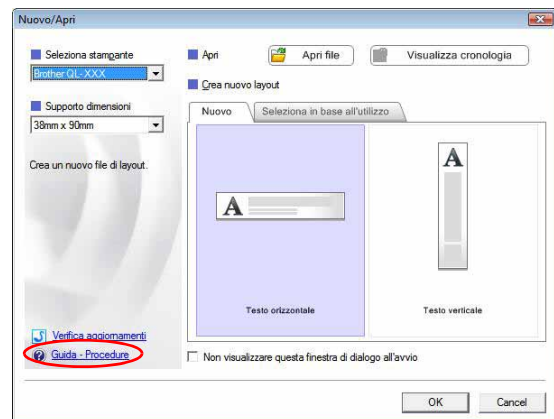 Nuovo/Apri
Seleziona stampante
Brother QL-XXX
Supporto dimensioni
38mm x 90mm
Crea un nuovo file di layout.
Verifica aggiornamenti
Guida - Procedure
Apri
Apri file
Visualizza cronologia
Crea nuovo layout
Nuovo
Seleziona in base all'utilizzo
A
Testo orizzontale
A
Testo verticale
Non visualizzare questa finestra di dialogo all'avvio
OK
Cancel